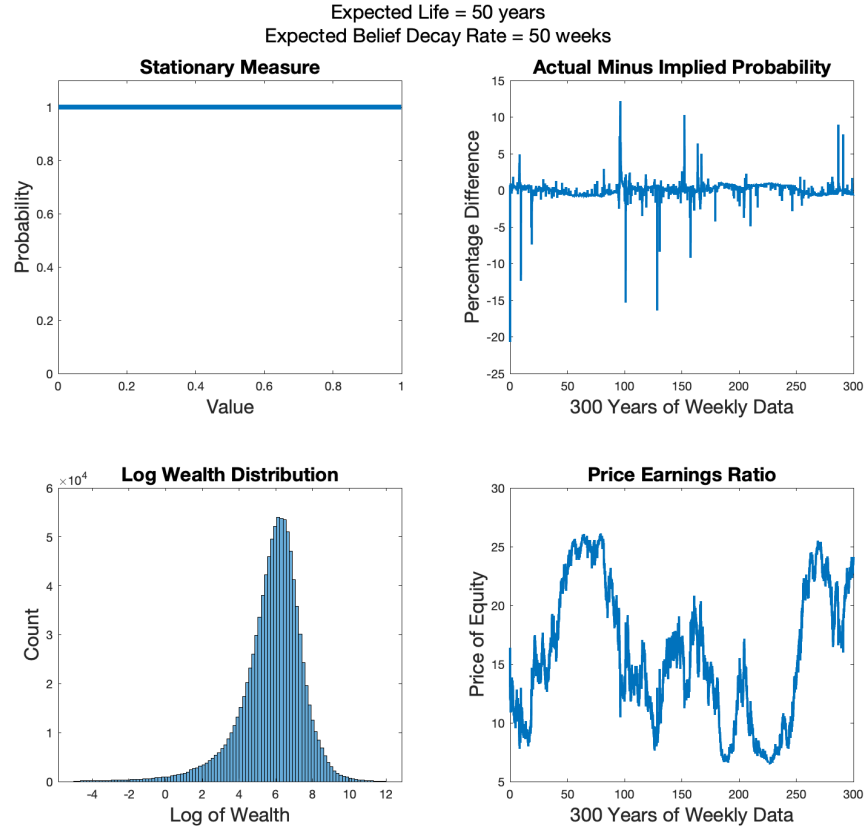 Expected Life = 50 years
Expected Belief Decay Rate = 50 weeks
Stationary Measure
Probability
1
0.8
0.6
0.4
0.2
0
0 0.2 0.4 0.6 0.8 1
Value
Actual Minus Implied Probability
Percentage Difference
15
10
5
0
-5
-10
-15
-20
-25
0 50 100 150 200 250 300
300 Years of Weekly Data
Log Wealth Distribution
×10⁴
Count
6
5
4
3
2
1
0
-4 -2 0 2 4 6 8 10 12
Log of Wealth
Price Earnings Ratio
Price of Equity
30
25
20
15
10
5
0 50 100 150 200 250 300
300 Years of Weekly Data